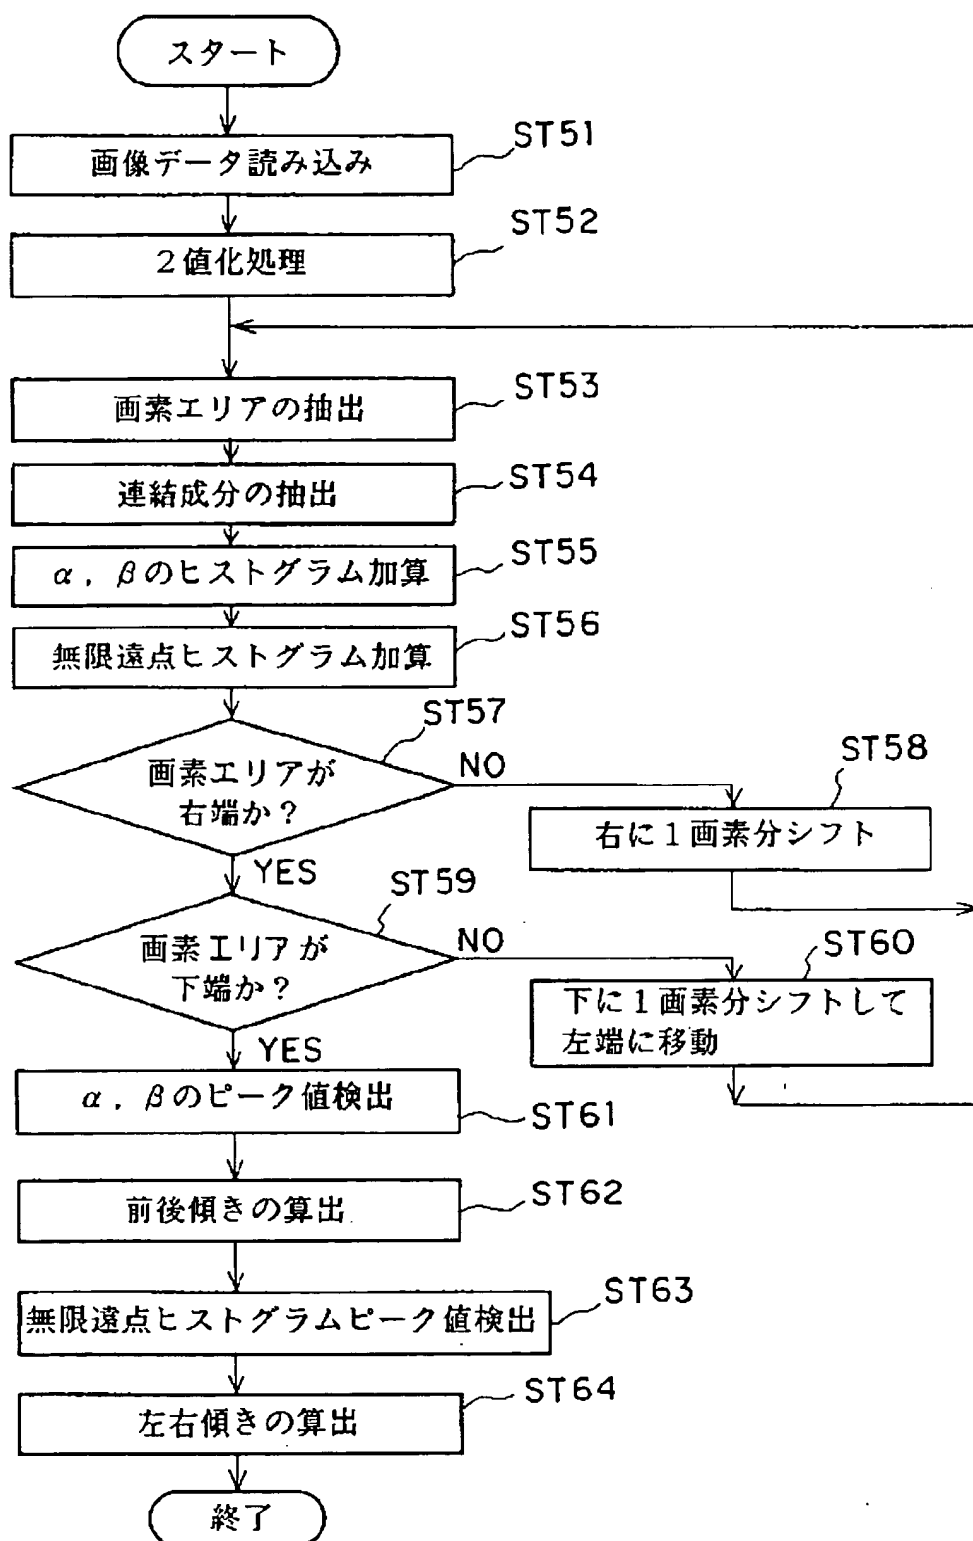 スタート
ST51
画像データ読み込み
ST52
2値化処理
ST53
画素エリアの抽出
ST54
連結成分の抽出
ST55
α，βのヒストグラム加算
ST56
無限遠点ヒストグラム加算
ST57
画素エリアが
右端か？
NO
ST58
右に1画素分シフト
YES
ST59
画素エリアが
下端か？
NO
ST60
下に1画素分シフトして
左端に移動
YES
α，βのピーク値検出
ST61
前後傾きの算出
ST62
無限遠点ヒストグラムピーク値検出
ST63
左右傾きの算出
ST64
終了